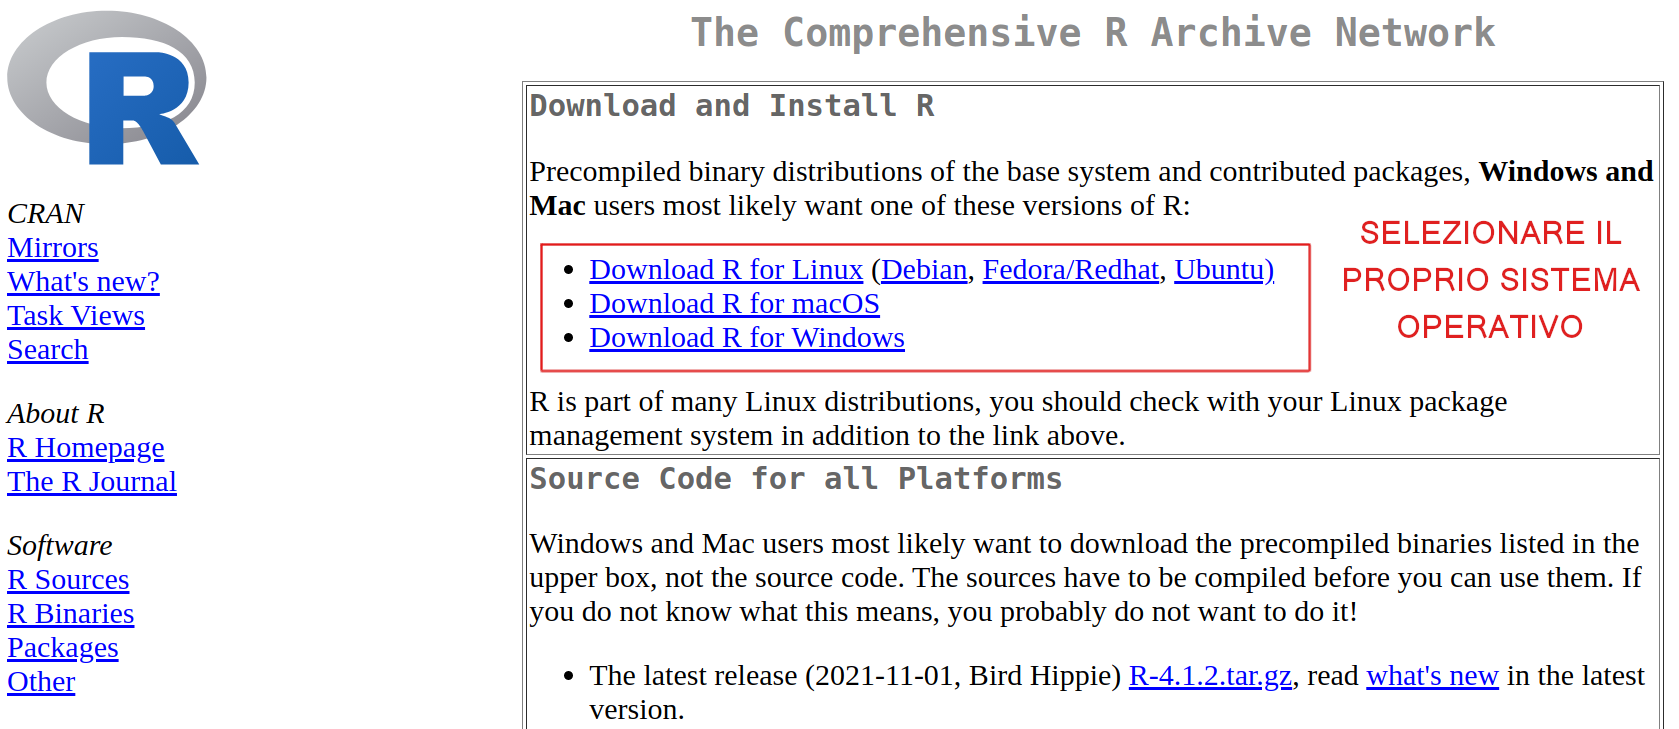 R
CRAN
Mirrors
What's new?
Task Views
Search
About R
R Homepage
The R Journal
Software
R Sources
R Binaries
Packages
Other
The Comprehensive R Archive Network
Download and Install R
Precompiled binary distributions of the base system and contributed packages, Windows and
Mac users most likely want one of these versions of R:
• Download R for Linux (Debian, Fedora/Redhat, Ubuntu)
• Download R for macOS
• Download R for Windows
SELEZIONARE IL
PROPRIO SISTEMA
OPERATIVO
R is part of many Linux distributions, you should check with your Linux package
management system in addition to the link above.
Source Code for all Platforms
Windows and Mac users most likely want to download the precompiled binaries listed in the
upper box, not the source code. The sources have to be compiled before you can use them. If
you do not know what this means, you probably do not want to do it!
• The latest release (2021-11-01, Bird Hippie) R-4.1.2.tar.gz, read what's new in the latest
version.